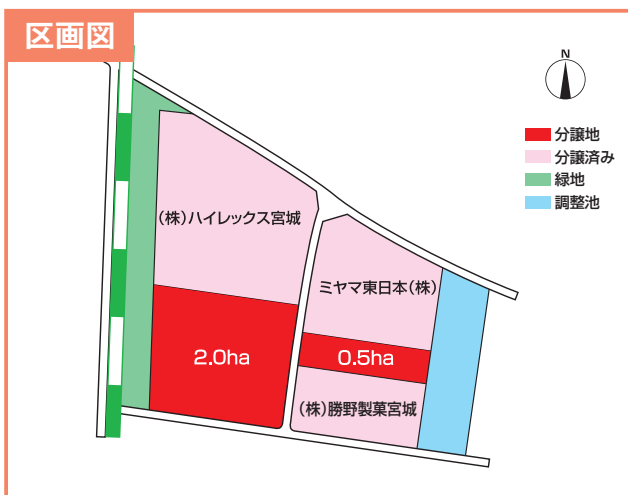 区画図
N
分譲地
分譲済み
緑地
調整池
(株)ハイレックス宮城
ミヤマ東日本(株)
2.0ha
0.5ha
(株)勝野製菓宮城